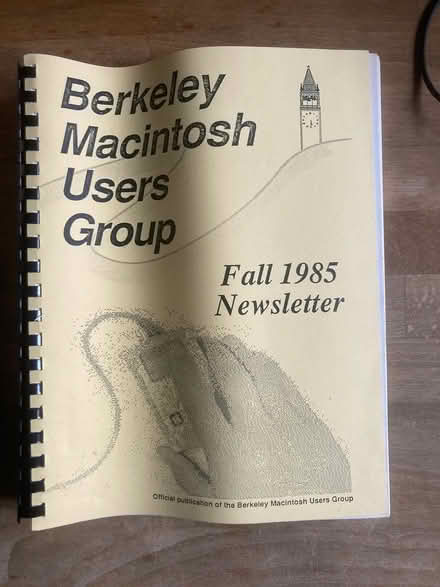 Berkeley
Macintosh
Users
Group
Fall 1985
Newsletter
Official publication of the Berkeley Macintosh Users Group